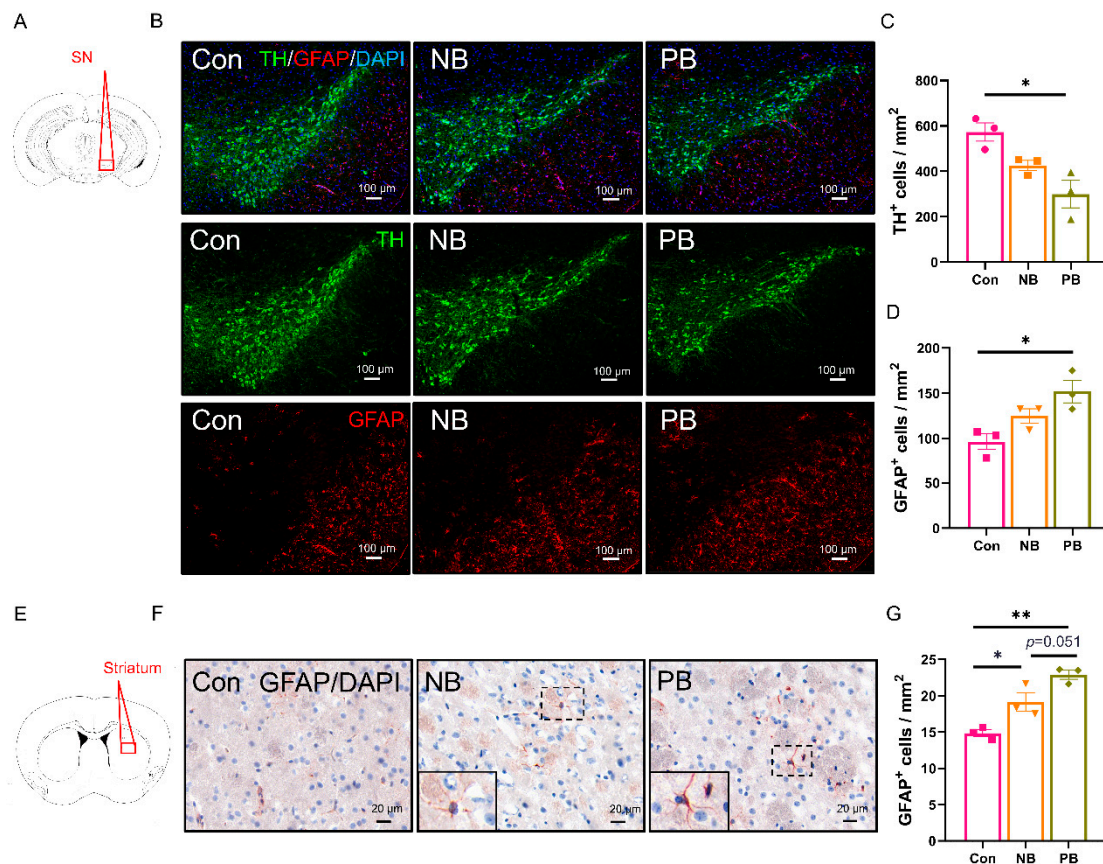 A
SN
B
Con TH/GFAP/DAPI
100 μm
NB
100 μm
PB
100 μm
Con TH
100 μm
NB
100 μm
PB
100 μm
Con GFAP
100 μm
NB
100 μm
PB
100 μm
C
TH+ cells / mm²
800
600
400
200
0
*
Con NB PB
D
GFAP+ cells / mm²
200
150
100
50
0
*
Con NB PB
E
Striatum
F
Con GFAP/DAPI
20 μm
NB
20 μm
PB
20 μm
G
GFAP+ cells / mm²
25
20
15
10
5
0
**
*
p=0.051
Con NB PB